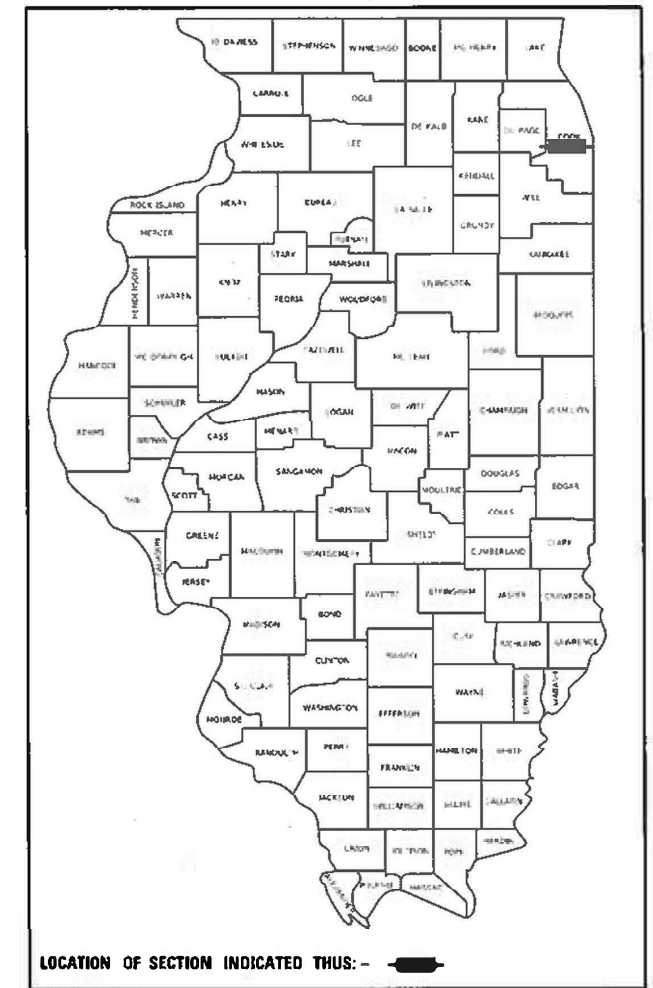 STEPHENSON WINNEBAGO BOONE MC HENRY LAKE
CARROLL OGLE
DE KALB KANE DU PAGE COOK
WHITESIDE LEE
KENDALL WILL
ROCK ISLAND HENRY BUREAU LA SALLE GRUNDY
MERCER PUTNAM KANKAKEE
STARK MARSHALL
HENDERSON WARREN KNOX PEORIA WOODFORD LIVINGSTON
IROQUOIS
HANCOCK FULTON TAZEWELL MC LEAN FORD
MASON
SCHUYLER LOGAN DE WITT CHAMPAIGN VERMILION
ADAMS BROWN CASS MENARD PIATT
MACON
MORGAN SANGAMON DOUGLAS EDGAR
PIKE SCOTT MOULTRIE
CHRISTIAN COLES
GREENE SHELBY CLARK
CALHOUN MACOUPIN MONTGOMERY CUMBERLAND
JERSEY
FAYETTE EFFINGHAM JASPER CRAWFORD
BOND
MADISON CLAY RICHLAND LAWRENCE
CLINTON MARION
ST. CLAIR WAYNE EDWARDS WABASH
WASHINGTON JEFFERSON
MONROE
RANDOLPH PERRY HAMILTON WHITE
FRANKLIN
JACKSON WILLIAMSON SALINE GALLATIN
UNION JOHNSON POPE HARDIN
ALEXANDER PULASKI MASSAC
LOCATION OF SECTION INDICATED THUS: -